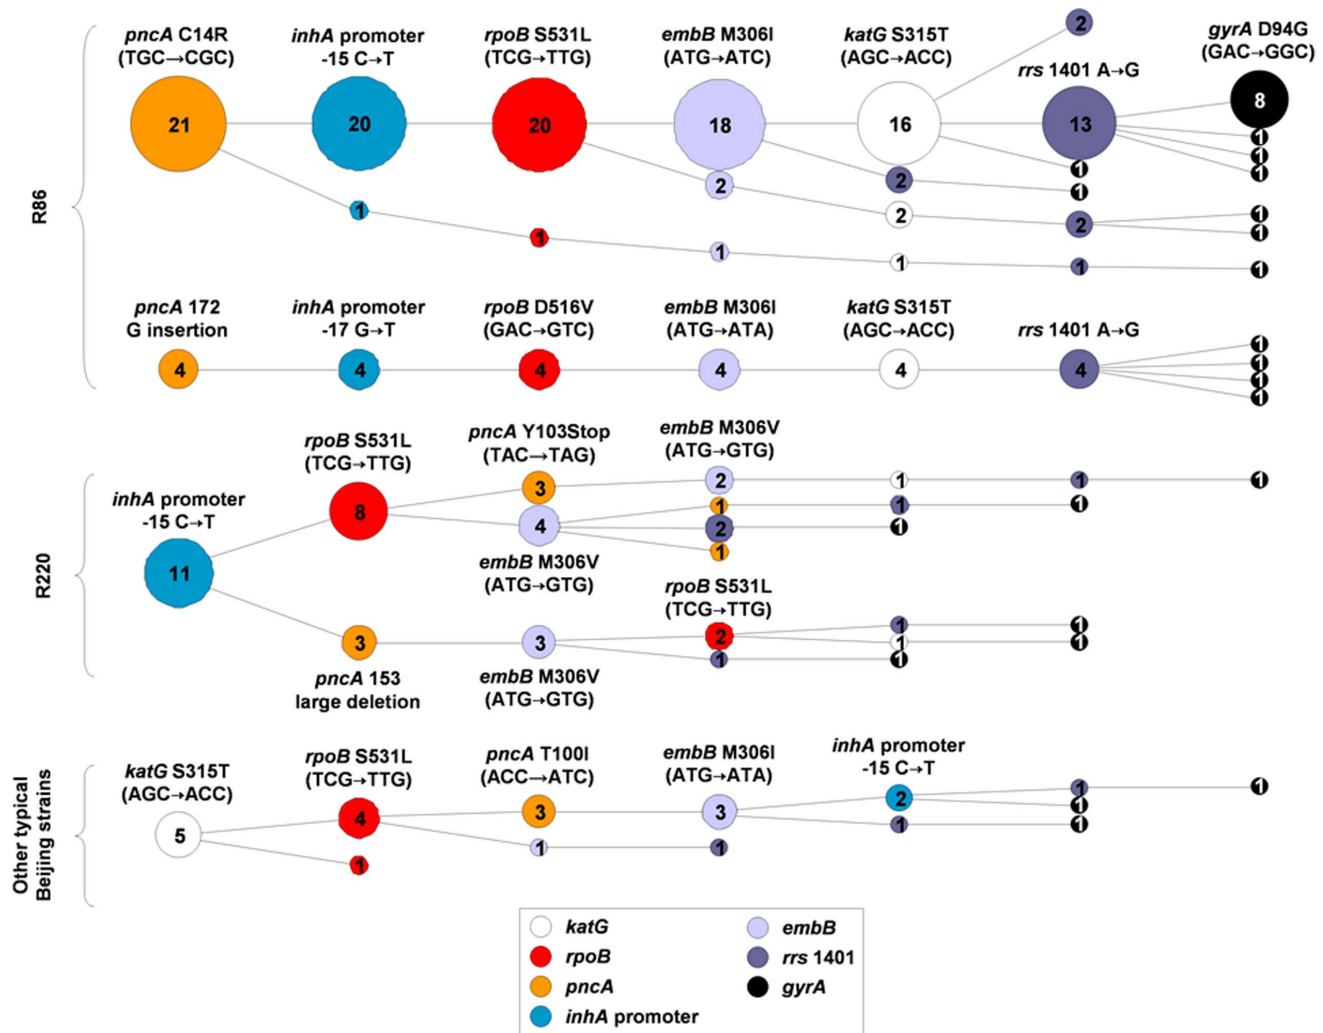 R86
pncA C14R
(TGC→CGC)
inhA promoter
-15 C→T
rpoB S531L
(TCG→TTG)
embB M306I
(ATG→ATC)
katG S315T
(AGC→ACC)
rrs 1401 A→G
gyrA D94G
(GAC→GGC)
2
21
20
20
18
16
13
8
1
1
1
2
2
1
1
1
2
2
1
1
1
1
1
1
1
1
pncA 172
G insertion
inhA promoter
-17 G→T
rpoB D516V
(GAC→GTC)
embB M306I
(ATG→ATA)
katG S315T
(AGC→ACC)
rrs 1401 A→G
4
4
4
4
4
4
1
1
1
1
R220
inhA promoter
-15 C→T
rpoB S531L
(TCG→TTG)
pncA Y103Stop
(TAC→TAG)
embB M306V
(ATG→GTG)
11
8
3
2
1
1
1
4
1
1
1
2
1
1
embB M306V
(ATG→GTG)
rpoB S531L
(TCG→TTG)
3
3
2
1
1
1
1
1
1
pncA 153
large deletion
embB M306V
(ATG→GTG)
Other typical
Beijing strains
katG S315T
(AGC→ACC)
rpoB S531L
(TCG→TTG)
pncA T100I
(ACC→ATC)
embB M306I
(ATG→ATA)
inhA promoter
-15 C→T
5
4
3
3
2
1
1
1
1
1
1
1
1
katG
rpoB
pncA
inhA promoter
embB
rrs 1401
gyrA